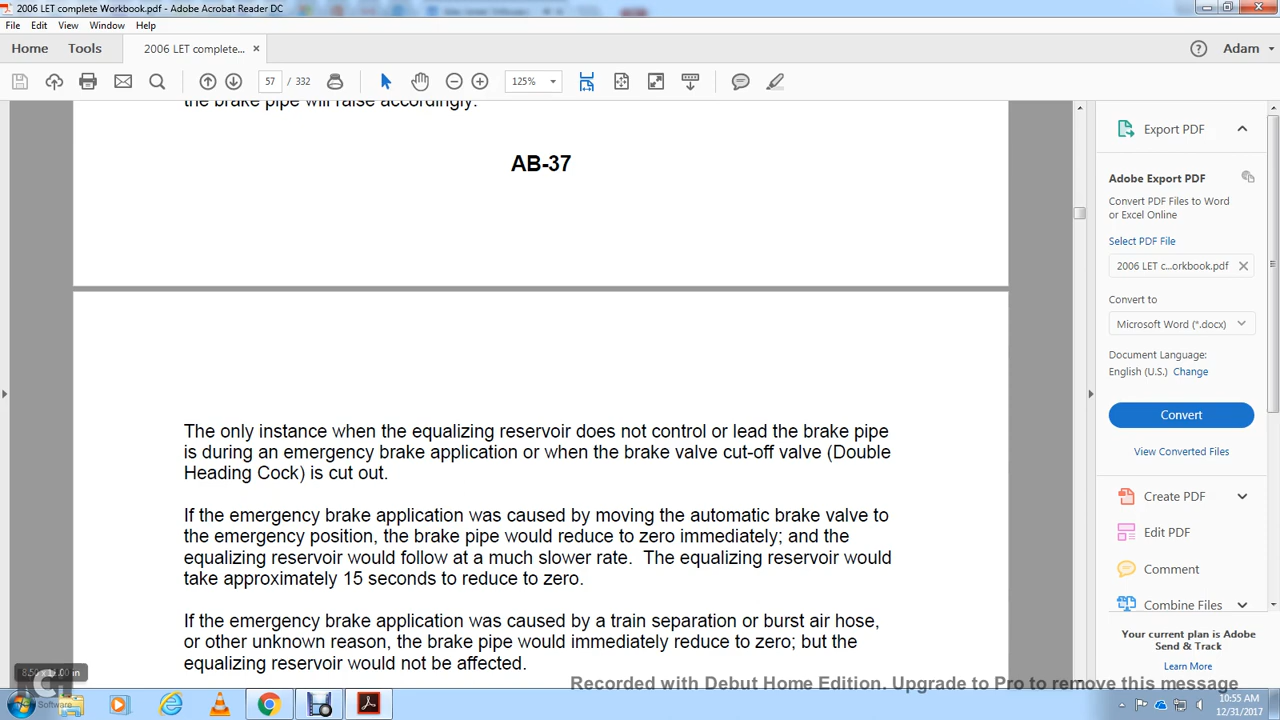 2006 LET complete Workbook.pdf - Adobe Acrobat Reader DC
File Edit View Window Help
Home Tools 2006 LET complete... × Adam
57 / 332 125%
the brake pipe will raise accordingly.
AB-37
The only instance when the equalizing reservoir does not control or lead the brake pipe
is during an emergency brake application or when the brake valve cut-off valve (Double
Heading Cock) is cut out.
If the emergency brake application was caused by moving the automatic brake valve to
the emergency position, the brake pipe would reduce to zero immediately; and the
equalizing reservoir would follow at a much slower rate.  The equalizing reservoir would
take approximately 15 seconds to reduce to zero.
If the emergency brake application was caused by a train separation or burst air hose,
or other unknown reason, the brake pipe would immediately reduce to zero; but the
equalizing reservoir would not be affected.
Export PDF
Adobe Export PDF
Convert PDF Files to Word
or Excel Online
Select PDF File
2006 LET c...orkbook.pdf
Convert to
Microsoft Word (*.docx)
Document Language:
English (U.S.) Change
Convert
View Converted Files
Create PDF
Edit PDF
Comment
Combine Files
Your current plan is Adobe
Send & Track
Learn More
Software
Recorded with Debut Home Edition. Upgrade to Pro to remove this message
10:55 AM
12/31/2017